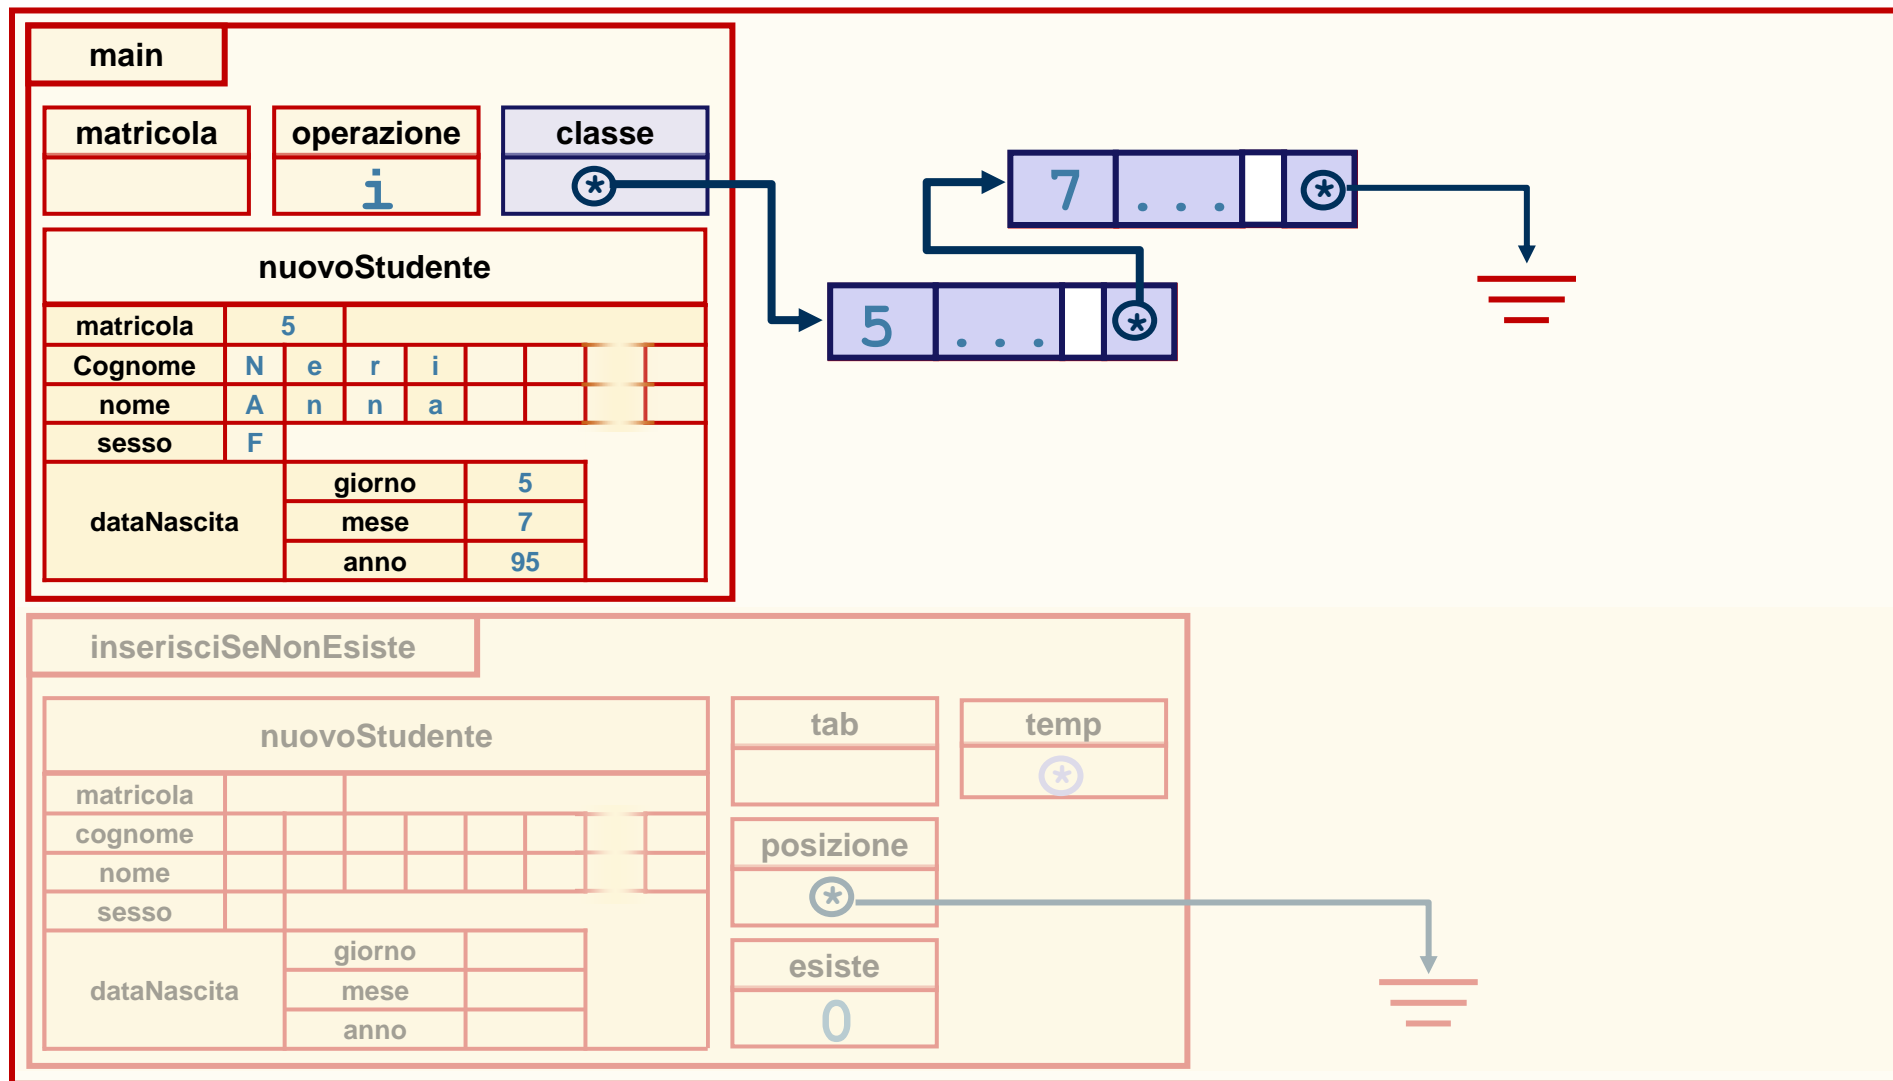 main
matricola
operazione
classe
i
*
7 ... *
nuovoStudente
5 ... *
matricola 5
Cognome N e r i
nome A n n a
sesso F
dataNascita
giorno 5
mese 7
anno 95
inserisciSeNonEsiste
nuovoStudente
tab
temp
*
matricola
cognome
nome
sesso
dataNascita
giorno
mese
anno
posizione
*
esiste
0